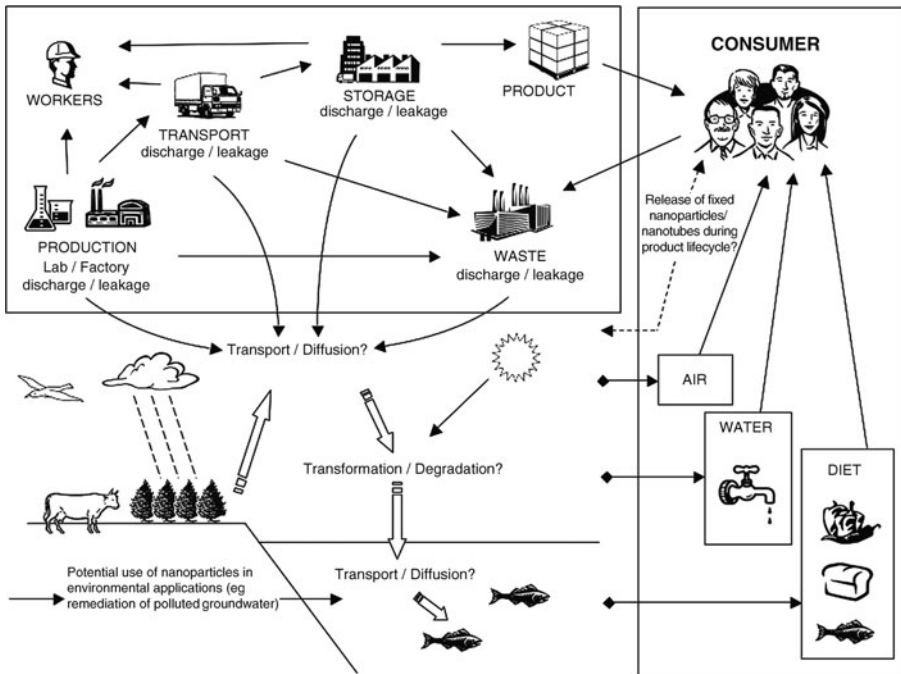 CONSUMER
WORKERS
TRANSPORT
discharge / leakage
STORAGE
discharge / leakage
PRODUCT
PRODUCTION
Lab / Factory
discharge / leakage
WASTE
discharge / leakage
Release of fixed
nanoparticles/
nanotubes during
product lifecycle?
Transport / Diffusion?
AIR
WATER
Transformation / Degradation?
DIET
Potential use of nanoparticles in
environmental applications (eg
remediation of polluted groundwater)
Transport / Diffusion?